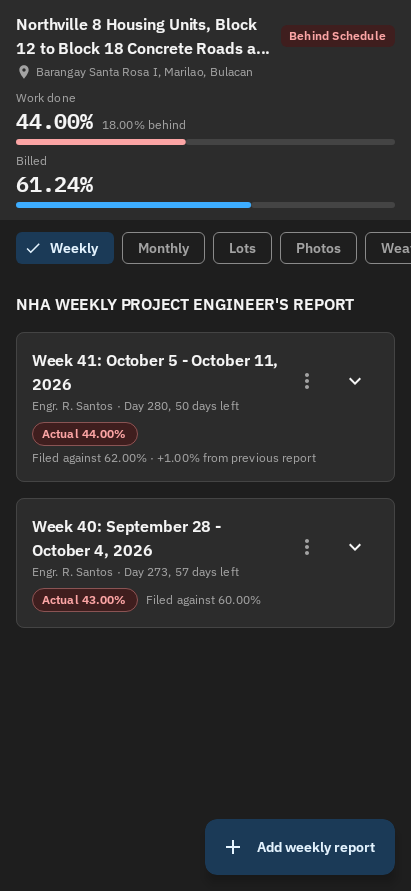 Northville 8 Housing Units, Block
12 to Block 18 Concrete Roads a...
Behind Schedule
Barangay Santa Rosa I, Marilao, Bulacan
Work done
44.00% 18.00% behind
Billed
61.24%
Weekly Monthly Lots Photos Wea
NHA WEEKLY PROJECT ENGINEER'S REPORT
Week 41: October 5 - October 11,
2026
Engr. R. Santos · Day 280, 50 days left
Actual 44.00%
Filed against 62.00% · +1.00% from previous report
Week 40: September 28 -
October 4, 2026
Engr. R. Santos · Day 273, 57 days left
Actual 43.00% Filed against 60.00%
Add weekly report